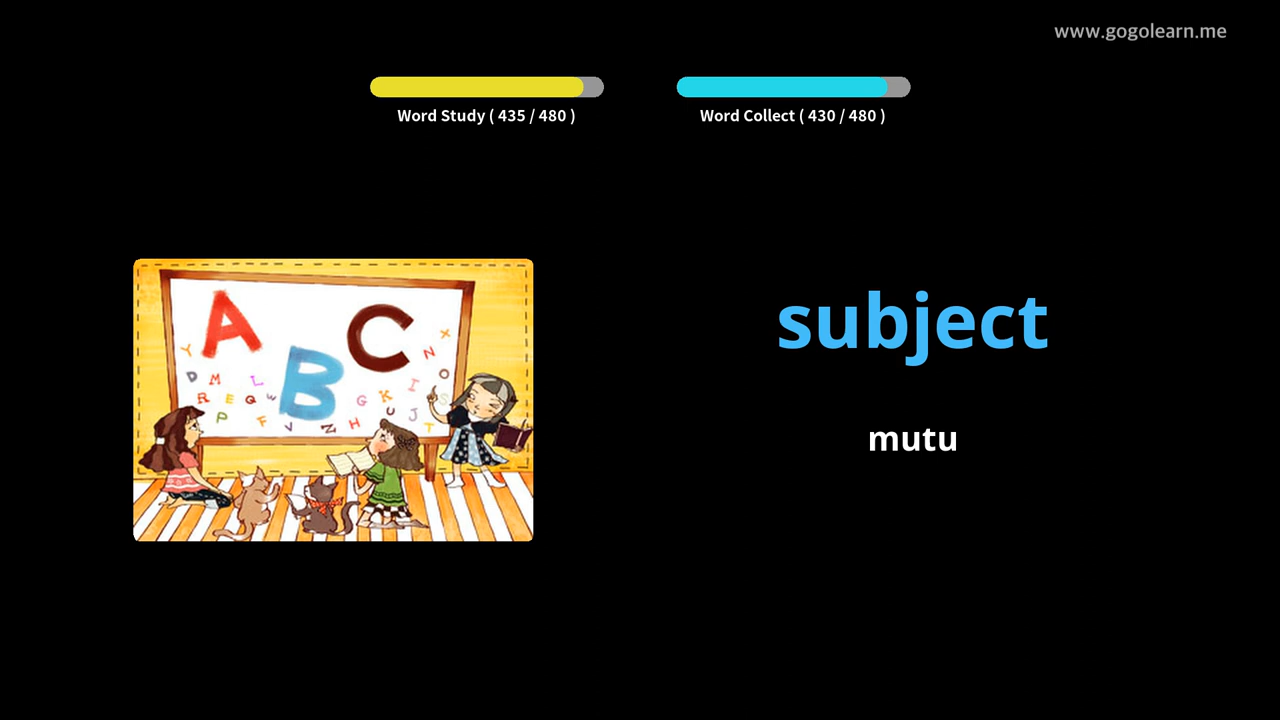 www.gogolearn.me
Word Study ( 435 / 480 )
Word Collect ( 430 / 480 )
A
B
C
X
Y
N
D M L
O
I
R E Q W
G K
S
P
U J
F V Z H
T
subject
mutu